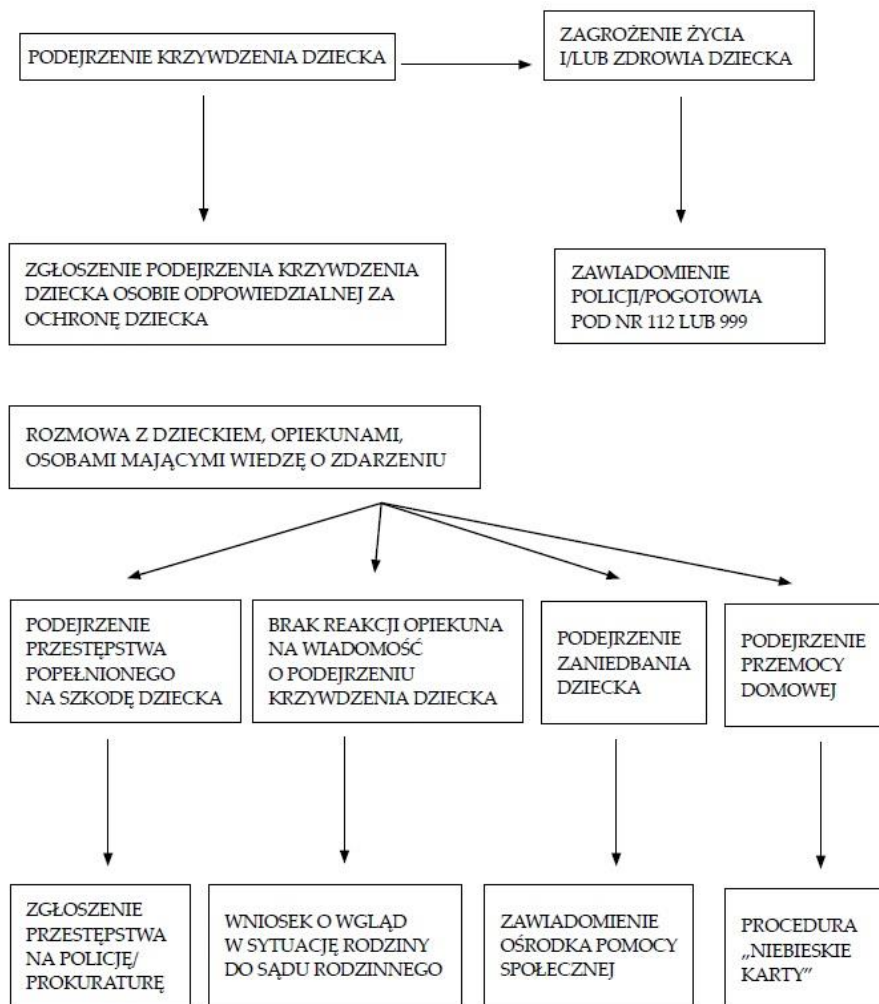 PODEJRZENIE KRZYWDZENIA DZIECKA
ZAGROŻENIE ŻYCIA
I/LUB ZDROWIA DZIECKA
ZGŁOSZENIE PODEJRZENIA KRZYWDZENIA
DZIECKA OSOBIE ODPOWIEDZIALNEJ ZA
OCHRONĘ DZIECKA
ZAWIADOMIENIE
POLICJI/POGOTOWIA
POD NR 112 LUB 999
ROZMOWA Z DZIECKIEM, OPIEKUNAMI,
OSOBAMI MAJĄCYMI WIEDZĘ O ZDARZENIU
PODEJRZENIE
PRZESTĘPSTWA
POPEŁNIONEGO
NA SZKODĘ DZIECKA
BRAK REAKCJI OPIEKUNA
NA WIADOMOŚĆ
O PODEJRZENIU
KRZYWDZENIA DZIECKA
PODEJRZENIE
ZANIEDBANIA
DZIECKA
PODEJRZENIE
PRZEMOCY
DOMOWEJ
ZGŁOSZENIE
PRZESTĘPSTWA
NA POLICJĘ/
PROKURATURĘ
WNIOSEK O WGLĄD
W SYTUACJĘ RODZINY
DO SĄDU RODZINNEGO
ZAWIADOMIENIE
OŚRODKA POMOCY
SPOŁECZNEJ
PROCEDURA
„NIEBIESKIE
KARTY”